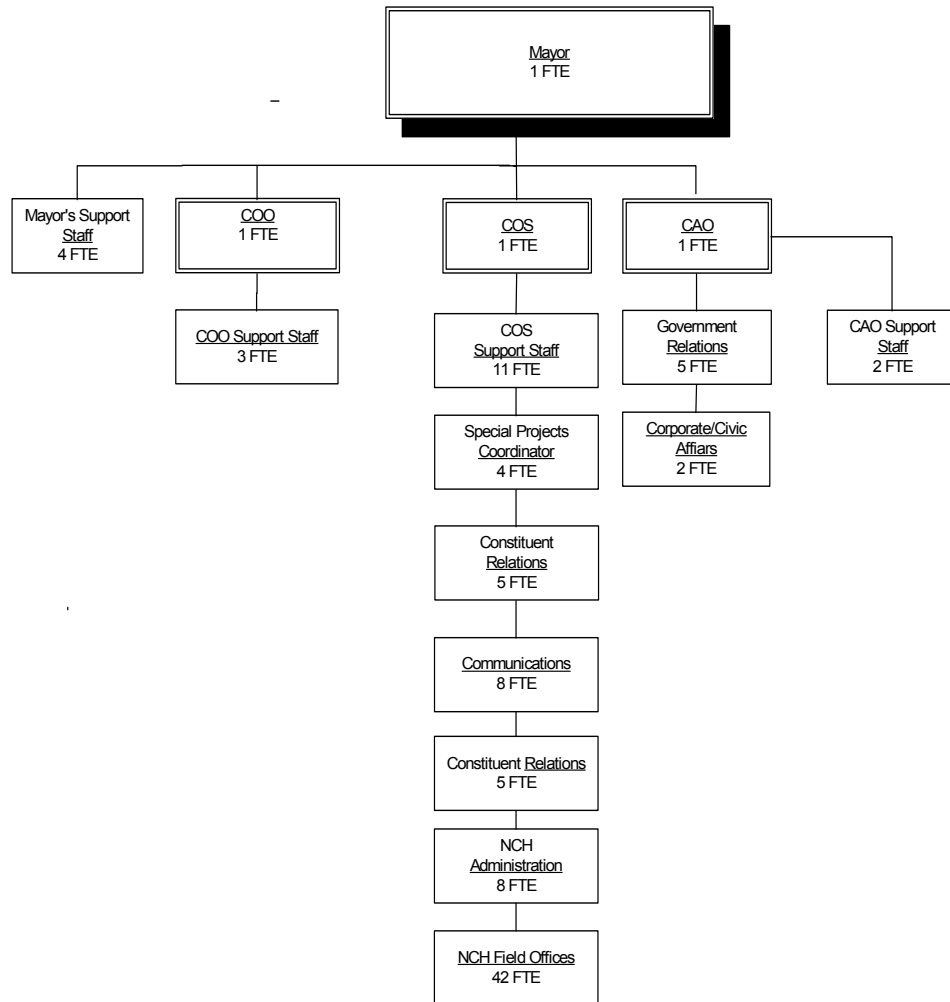 Mayor
1 FTE
Mayor's Support
Staff
4 FTE
COO
1 FTE
COS
1 FTE
CAO
1 FTE
COO Support Staff
3 FTE
COS
Support Staff
11 FTE
Government
Relations
5 FTE
CAO Support
Staff
2 FTE
Special Projects
Coordinator
4 FTE
Corporate/Civic
Affiars
2 FTE
Constituent
Relations
5 FTE
Communications
8 FTE
Constituent Relations
5 FTE
NCH
Administration
8 FTE
NCH Field Offices
42 FTE